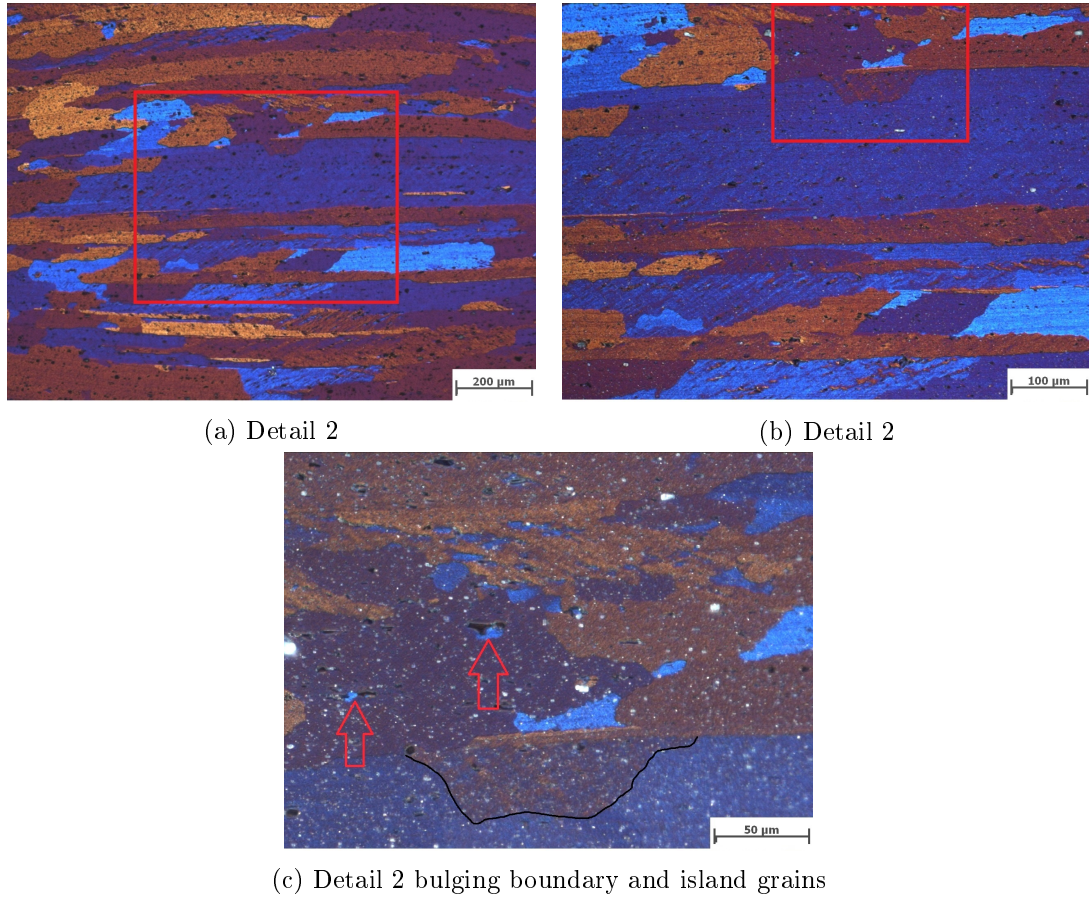 200 µm
100 µm
(a) Detail 2
(b) Detail 2
50 µm
(c) Detail 2 bulging boundary and island grains